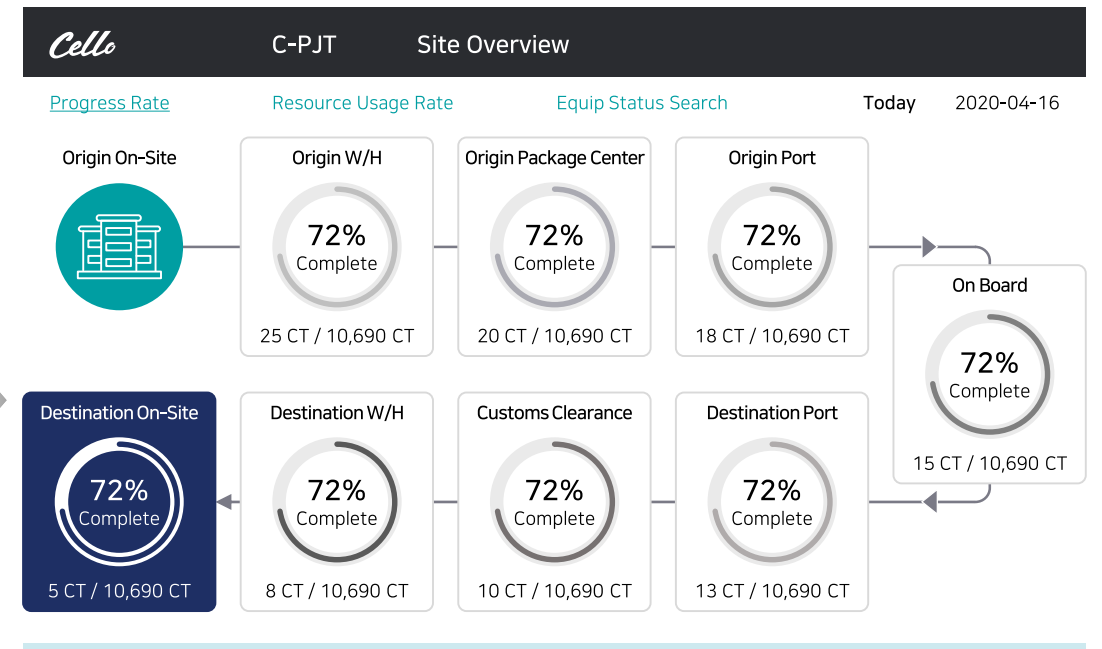 Cello C-PJT Site Overview
Progress Rate Resource Usage Rate Equip Status Search Today 2020-04-16
Origin On-Site
Origin W/H
72%
Complete
25 CT / 10,690 CT
Origin Package Center
72%
Complete
20 CT / 10,690 CT
Origin Port
72%
Complete
18 CT / 10,690 CT
On Board
72%
Complete
15 CT / 10,690 CT
Destination On-Site
72%
Complete
5 CT / 10,690 CT
Destination W/H
72%
Complete
8 CT / 10,690 CT
Customs Clearance
72%
Complete
10 CT / 10,690 CT
Destination Port
72%
Complete
13 CT / 10,690 CT